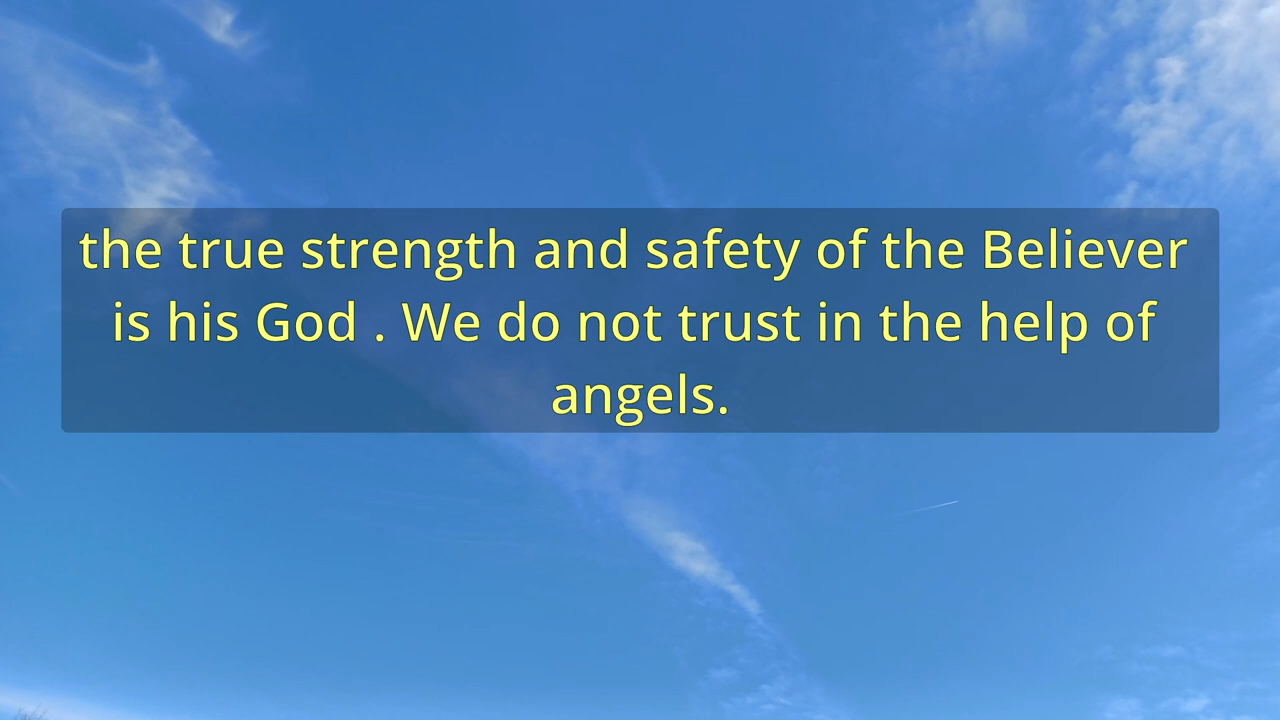 the true strength and safety of the Believer
is his God . We do not trust in the help of
angels.